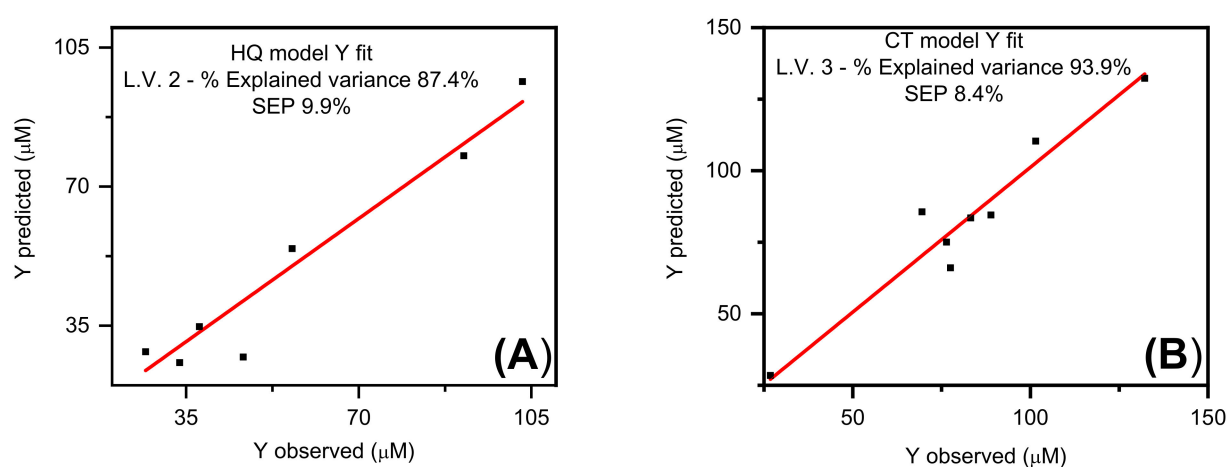 HQ model Y fit
L.V. 2 - % Explained variance 87.4%
SEP 9.9%
105
70
35
Y predicted (μM)
(A)
35
70
105
Y observed (μM)
CT model Y fit
L.V. 3 - % Explained variance 93.9%
SEP 8.4%
150
100
50
Y predicted (μM)
(B)
50
100
150
Y observed (μM)